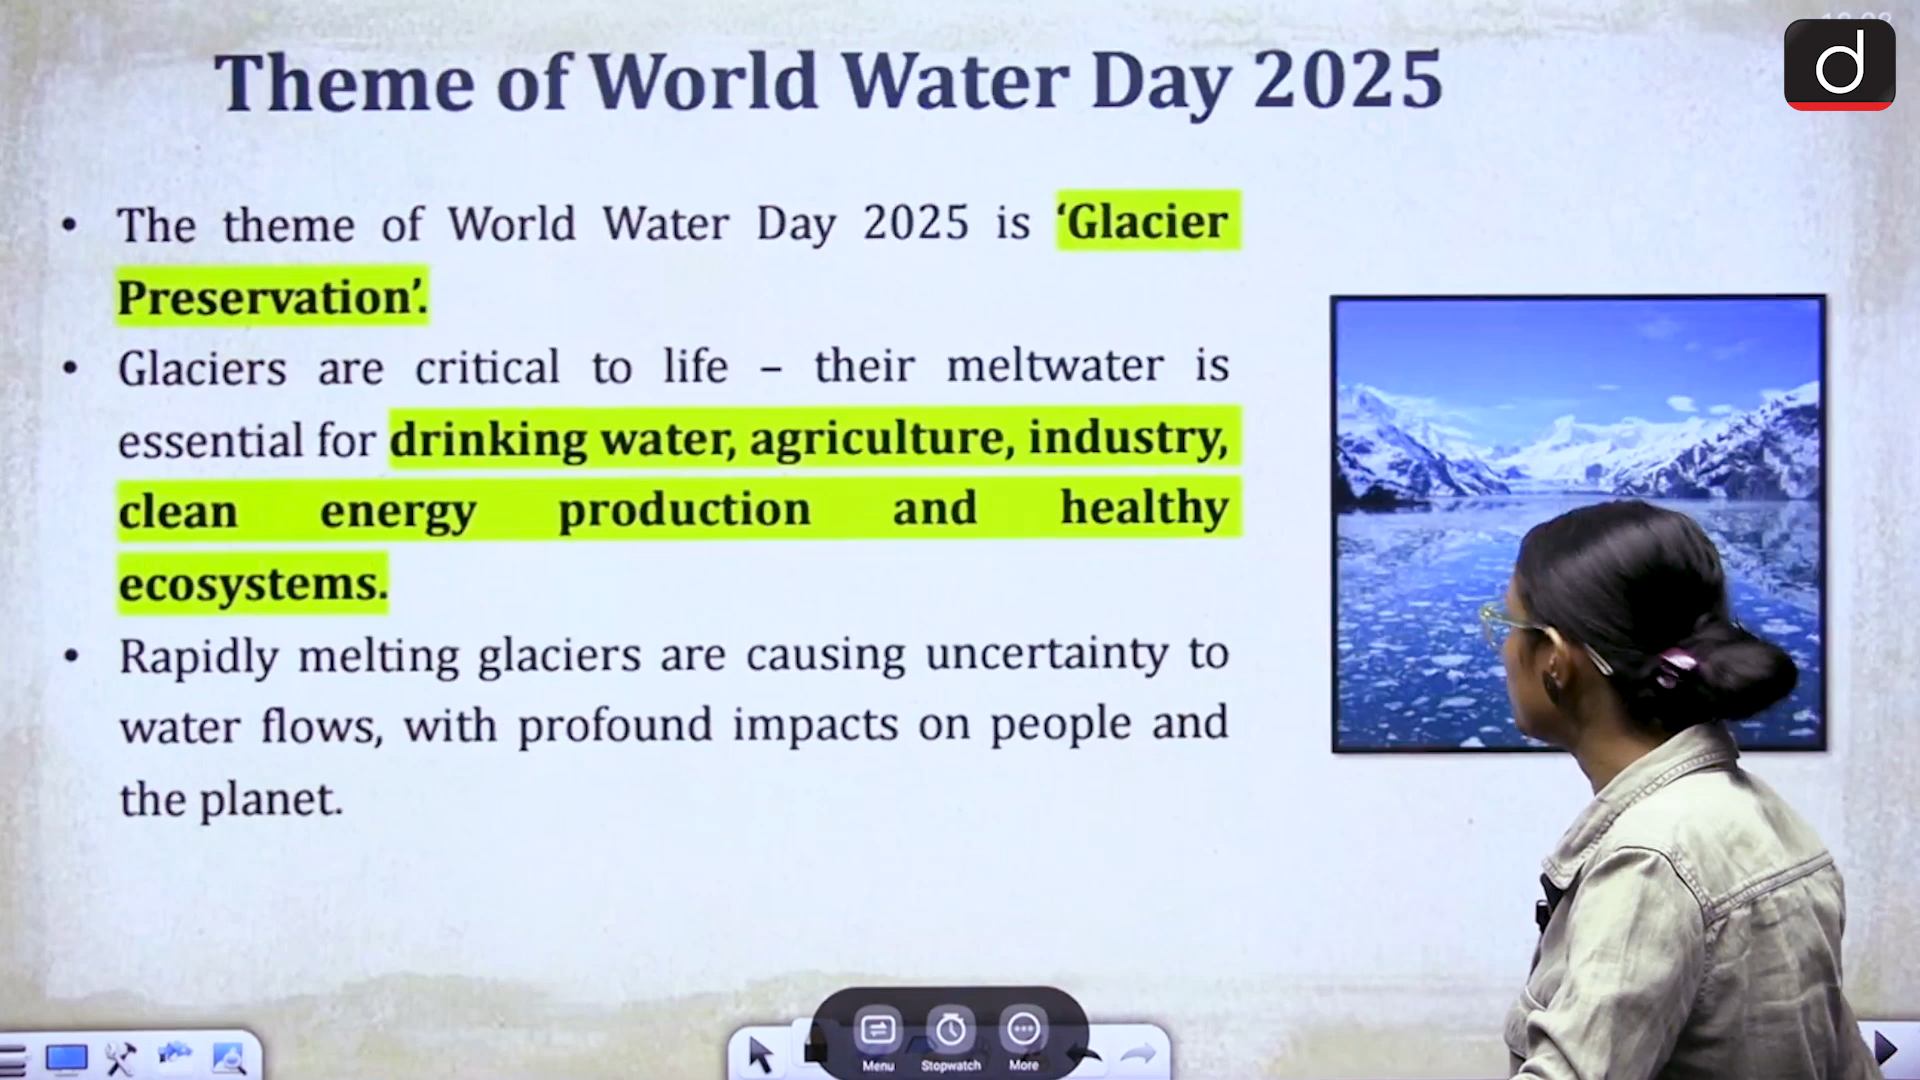 Theme of World Water Day 2025
• The theme of World Water Day 2025 is ‘Glacier
Preservation’.
• Glaciers are critical to life – their meltwater is
essential for drinking water, agriculture, industry,
clean energy production and healthy
ecosystems.
• Rapidly melting glaciers are causing uncertainty to
water flows, with profound impacts on people and
the planet.
d
Menu Stopwatch More